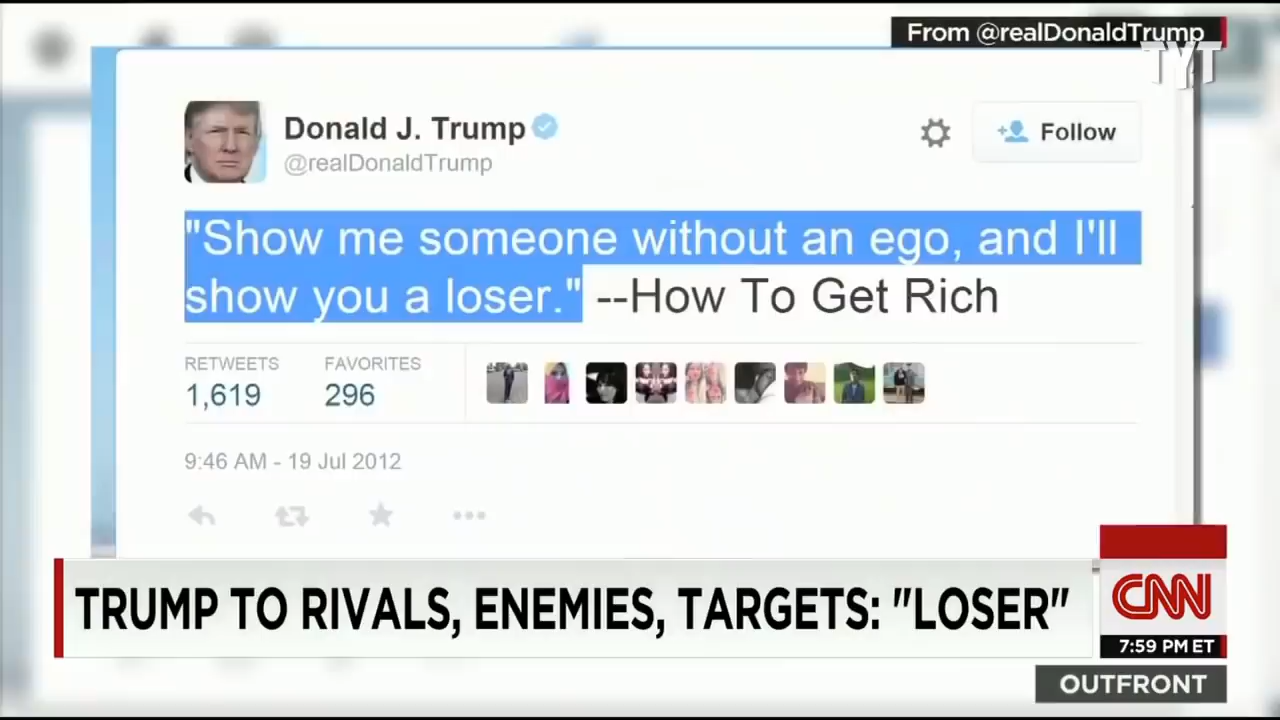 From @realDonaldTrump
TYT
Donald J. Trump
@realDonaldTrump
Follow
"Show me someone without an ego, and I'll
show you a loser." --How To Get Rich
RETWEETS FAVORITES
1,619 296
9:46 AM - 19 Jul 2012
TRUMP TO RIVALS, ENEMIES, TARGETS: "LOSER"
CNN
7:59 PM ET
OUTFRONT